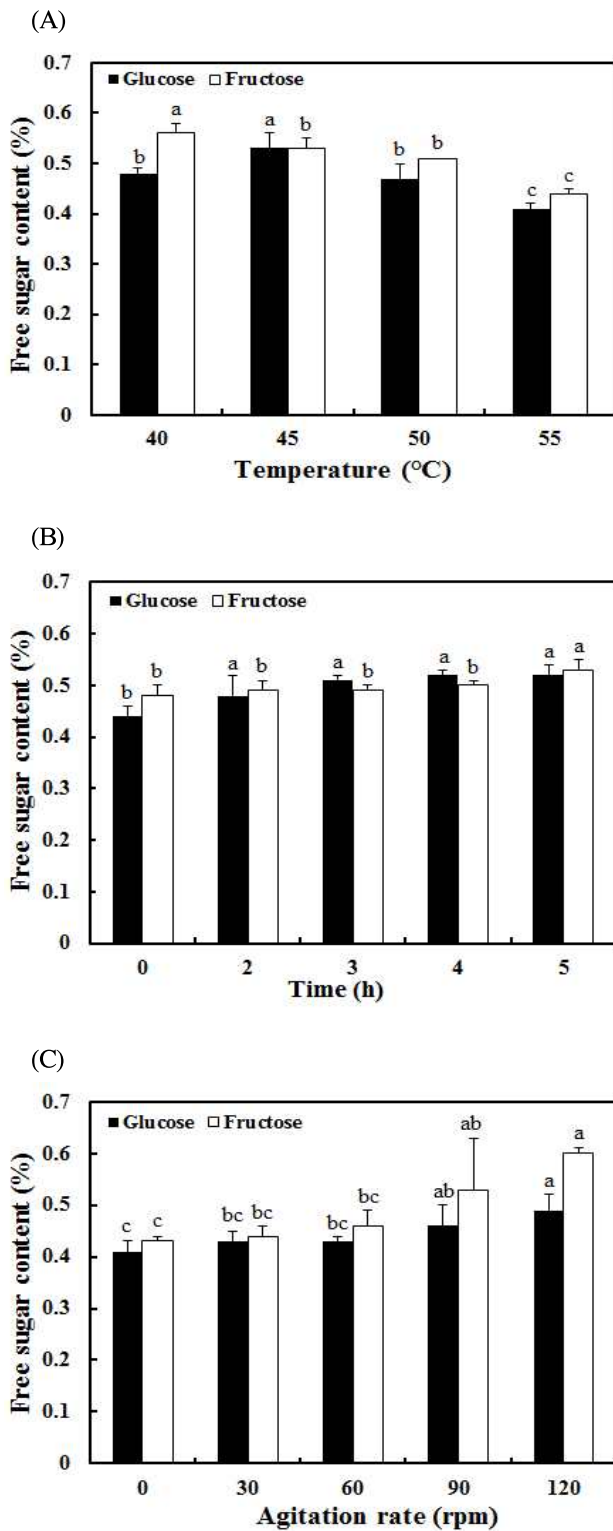 (A)
0.7
Glucose Fructose
0.6
0.5
0.4
0.3
0.2
0.1
0
Free sugar content (%)
b a a b b b c c
40 45 50 55
Temperature (°C)
(B)
0.7
Glucose Fructose
0.6
0.5
0.4
0.3
0.2
0.1
0
Free sugar content (%)
b b a b a b a b a a
0 2 3 4 5
Time (h)
(C)
0.7
Glucose Fructose
0.6
0.5
0.4
0.3
0.2
0.1
0
Free sugar content (%)
c c bc bc bc bc ab ab a a
0 30 60 90 120
Agitation rate (rpm)